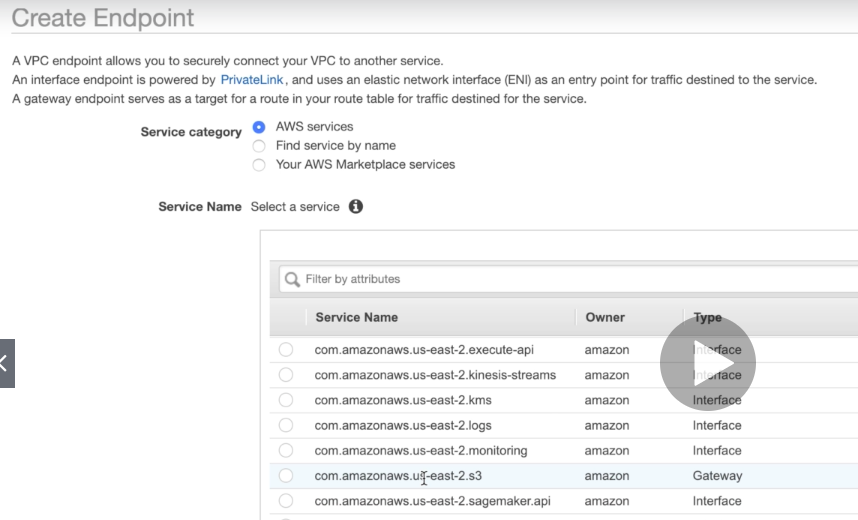 Create Endpoint
A VPC endpoint allows you to securely connect your VPC to another service.
An interface endpoint is powered by PrivateLink, and uses an elastic network interface (ENI) as an entry point for traffic destined to the service.
A gateway endpoint serves as a target for a route in your route table for traffic destined for the service.
Service category AWS services
Find service by name
Your AWS Marketplace services
Service Name Select a service
Filter by attributes
Service Name Owner Type
com.amazonaws.us-east-2.execute-api amazon Interface
com.amazonaws.us-east-2.kinesis-streams amazon Interface
com.amazonaws.us-east-2.kms amazon Interface
com.amazonaws.us-east-2.logs amazon Interface
com.amazonaws.us-east-2.monitoring amazon Interface
com.amazonaws.us-east-2.s3 amazon Gateway
com.amazonaws.us-east-2.sagemaker.api amazon Interface